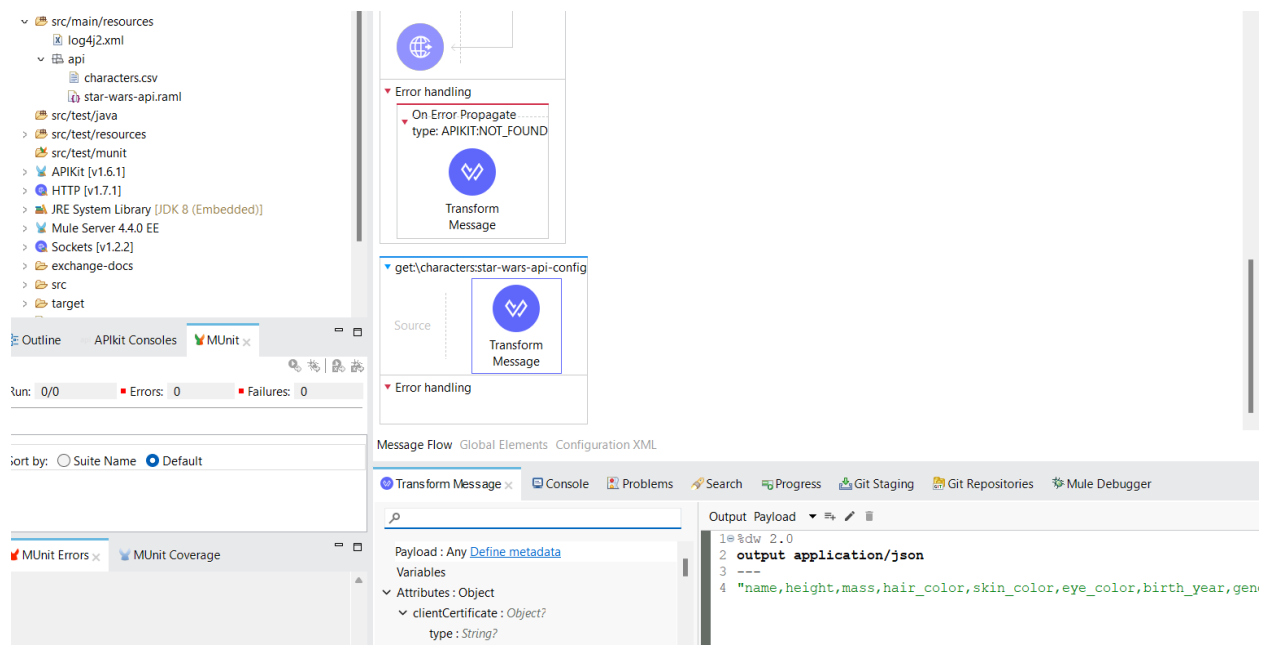 src/main/resources
log4j2.xml
api
characters.csv
star-wars-api.raml
src/test/java
src/test/resources
src/test/munit
APIKit [v1.6.1]
HTTP [v1.7.1]
JRE System Library [JDK 8 (Embedded)]
Mule Server 4.4.0 EE
Sockets [v1.2.2]
exchange-docs
src
target
Outline APIkit Consoles MUnit
Run: 0/0 Errors: 0 Failures: 0
Sort by: Suite Name Default
MUnit Errors MUnit Coverage
Error handling
On Error Propagate
type: APIKIT:NOT_FOUND
Transform
Message
get:\characters:star-wars-api-config
Source
Transform
Message
Error handling
Message Flow Global Elements Configuration XML
Transform Message Console Problems Search Progress Git Staging Git Repositories Mule Debugger
Payload : Any Define metadata
Variables
Attributes : Object
clientCertificate : Object?
type : String?
Output Payload
1 %dw 2.0
2 output application/json
3 ---
4 "name,height,mass,hair_color,skin_color,eye_color,birth_year,gen